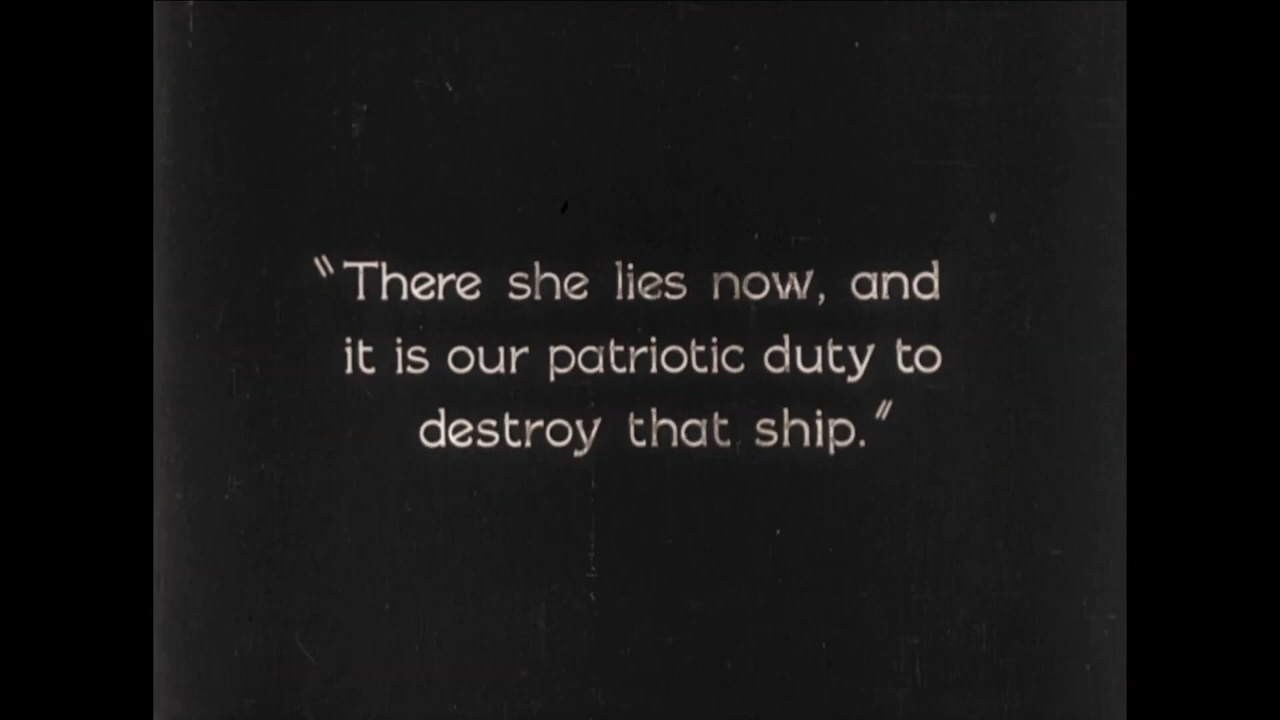 "There she lies now, and
it is our patriotic duty to
destroy that ship."